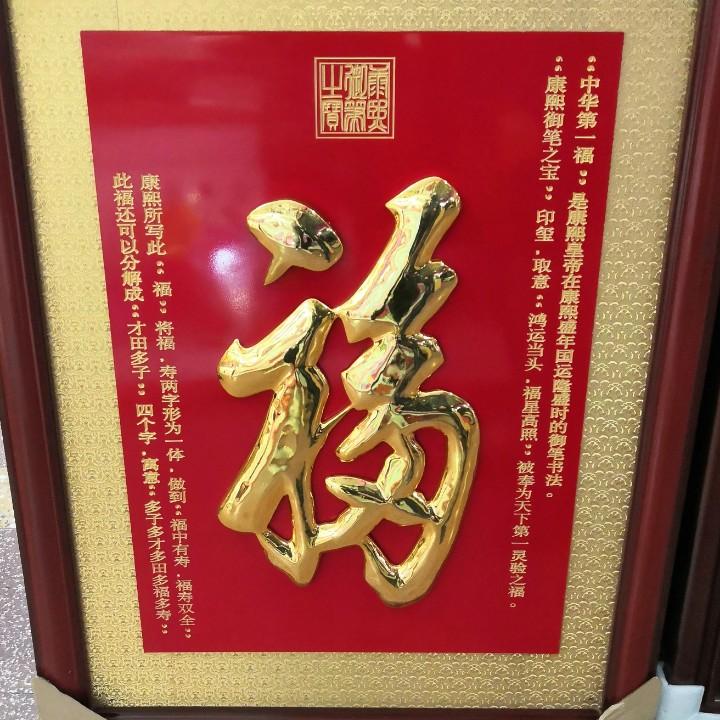 康熙御筆之寶
“中华第一福”是康熙皇帝在康熙盛年国运隆盛时的御笔书法。
“康熙御笔之宝”印玺，取意“鸿运当头，福星高照”被奉为天下第一灵验之福。
福
康熙所写此“福”将福，寿两字形为一体，做到“福中有寿，福寿双全”
此福还可以分解成“才田多子”四个字，寓意“多子多才多田多福多寿”